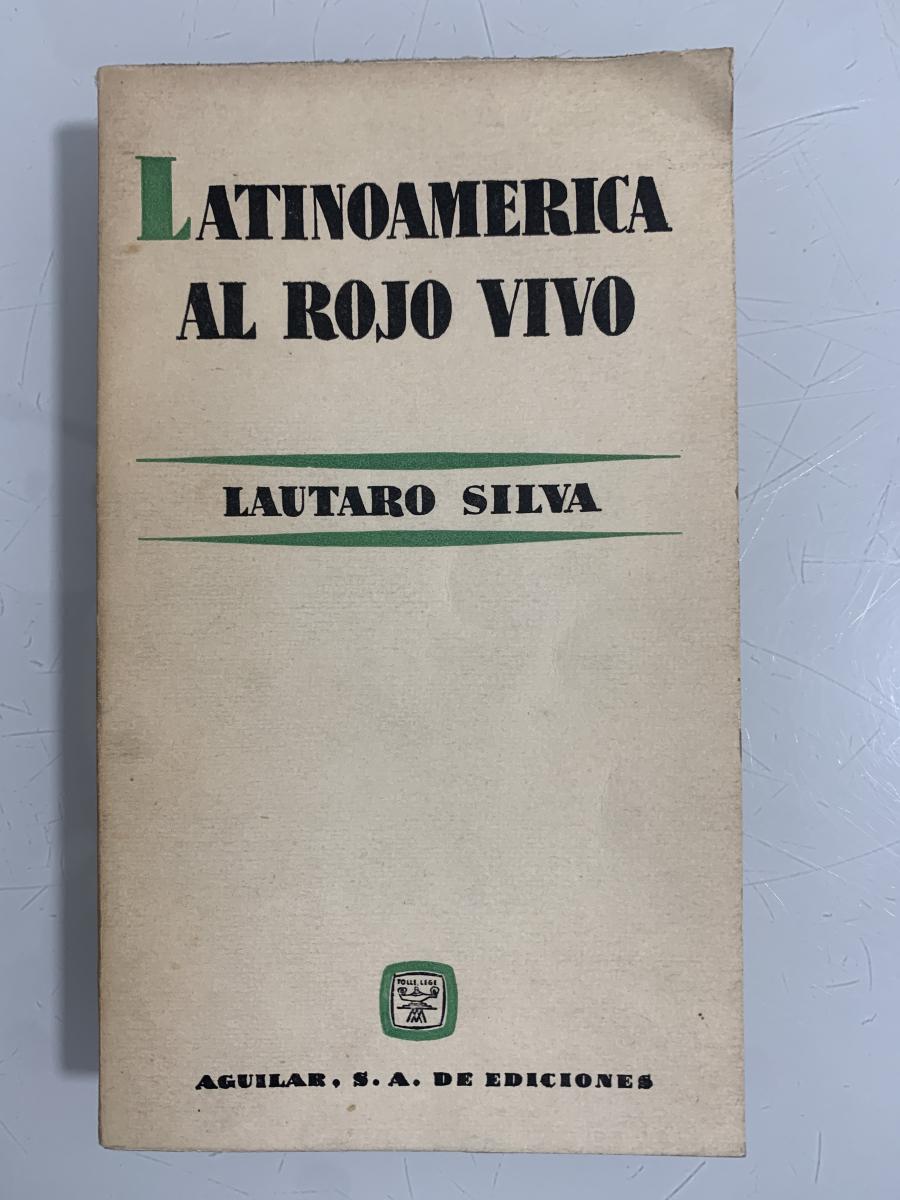 LATINOAMERICA
AL ROJO VIVO
LAUTARO SILVA
TOLLE, LEGE
AGUILAR, S. A. DE EDICIONES